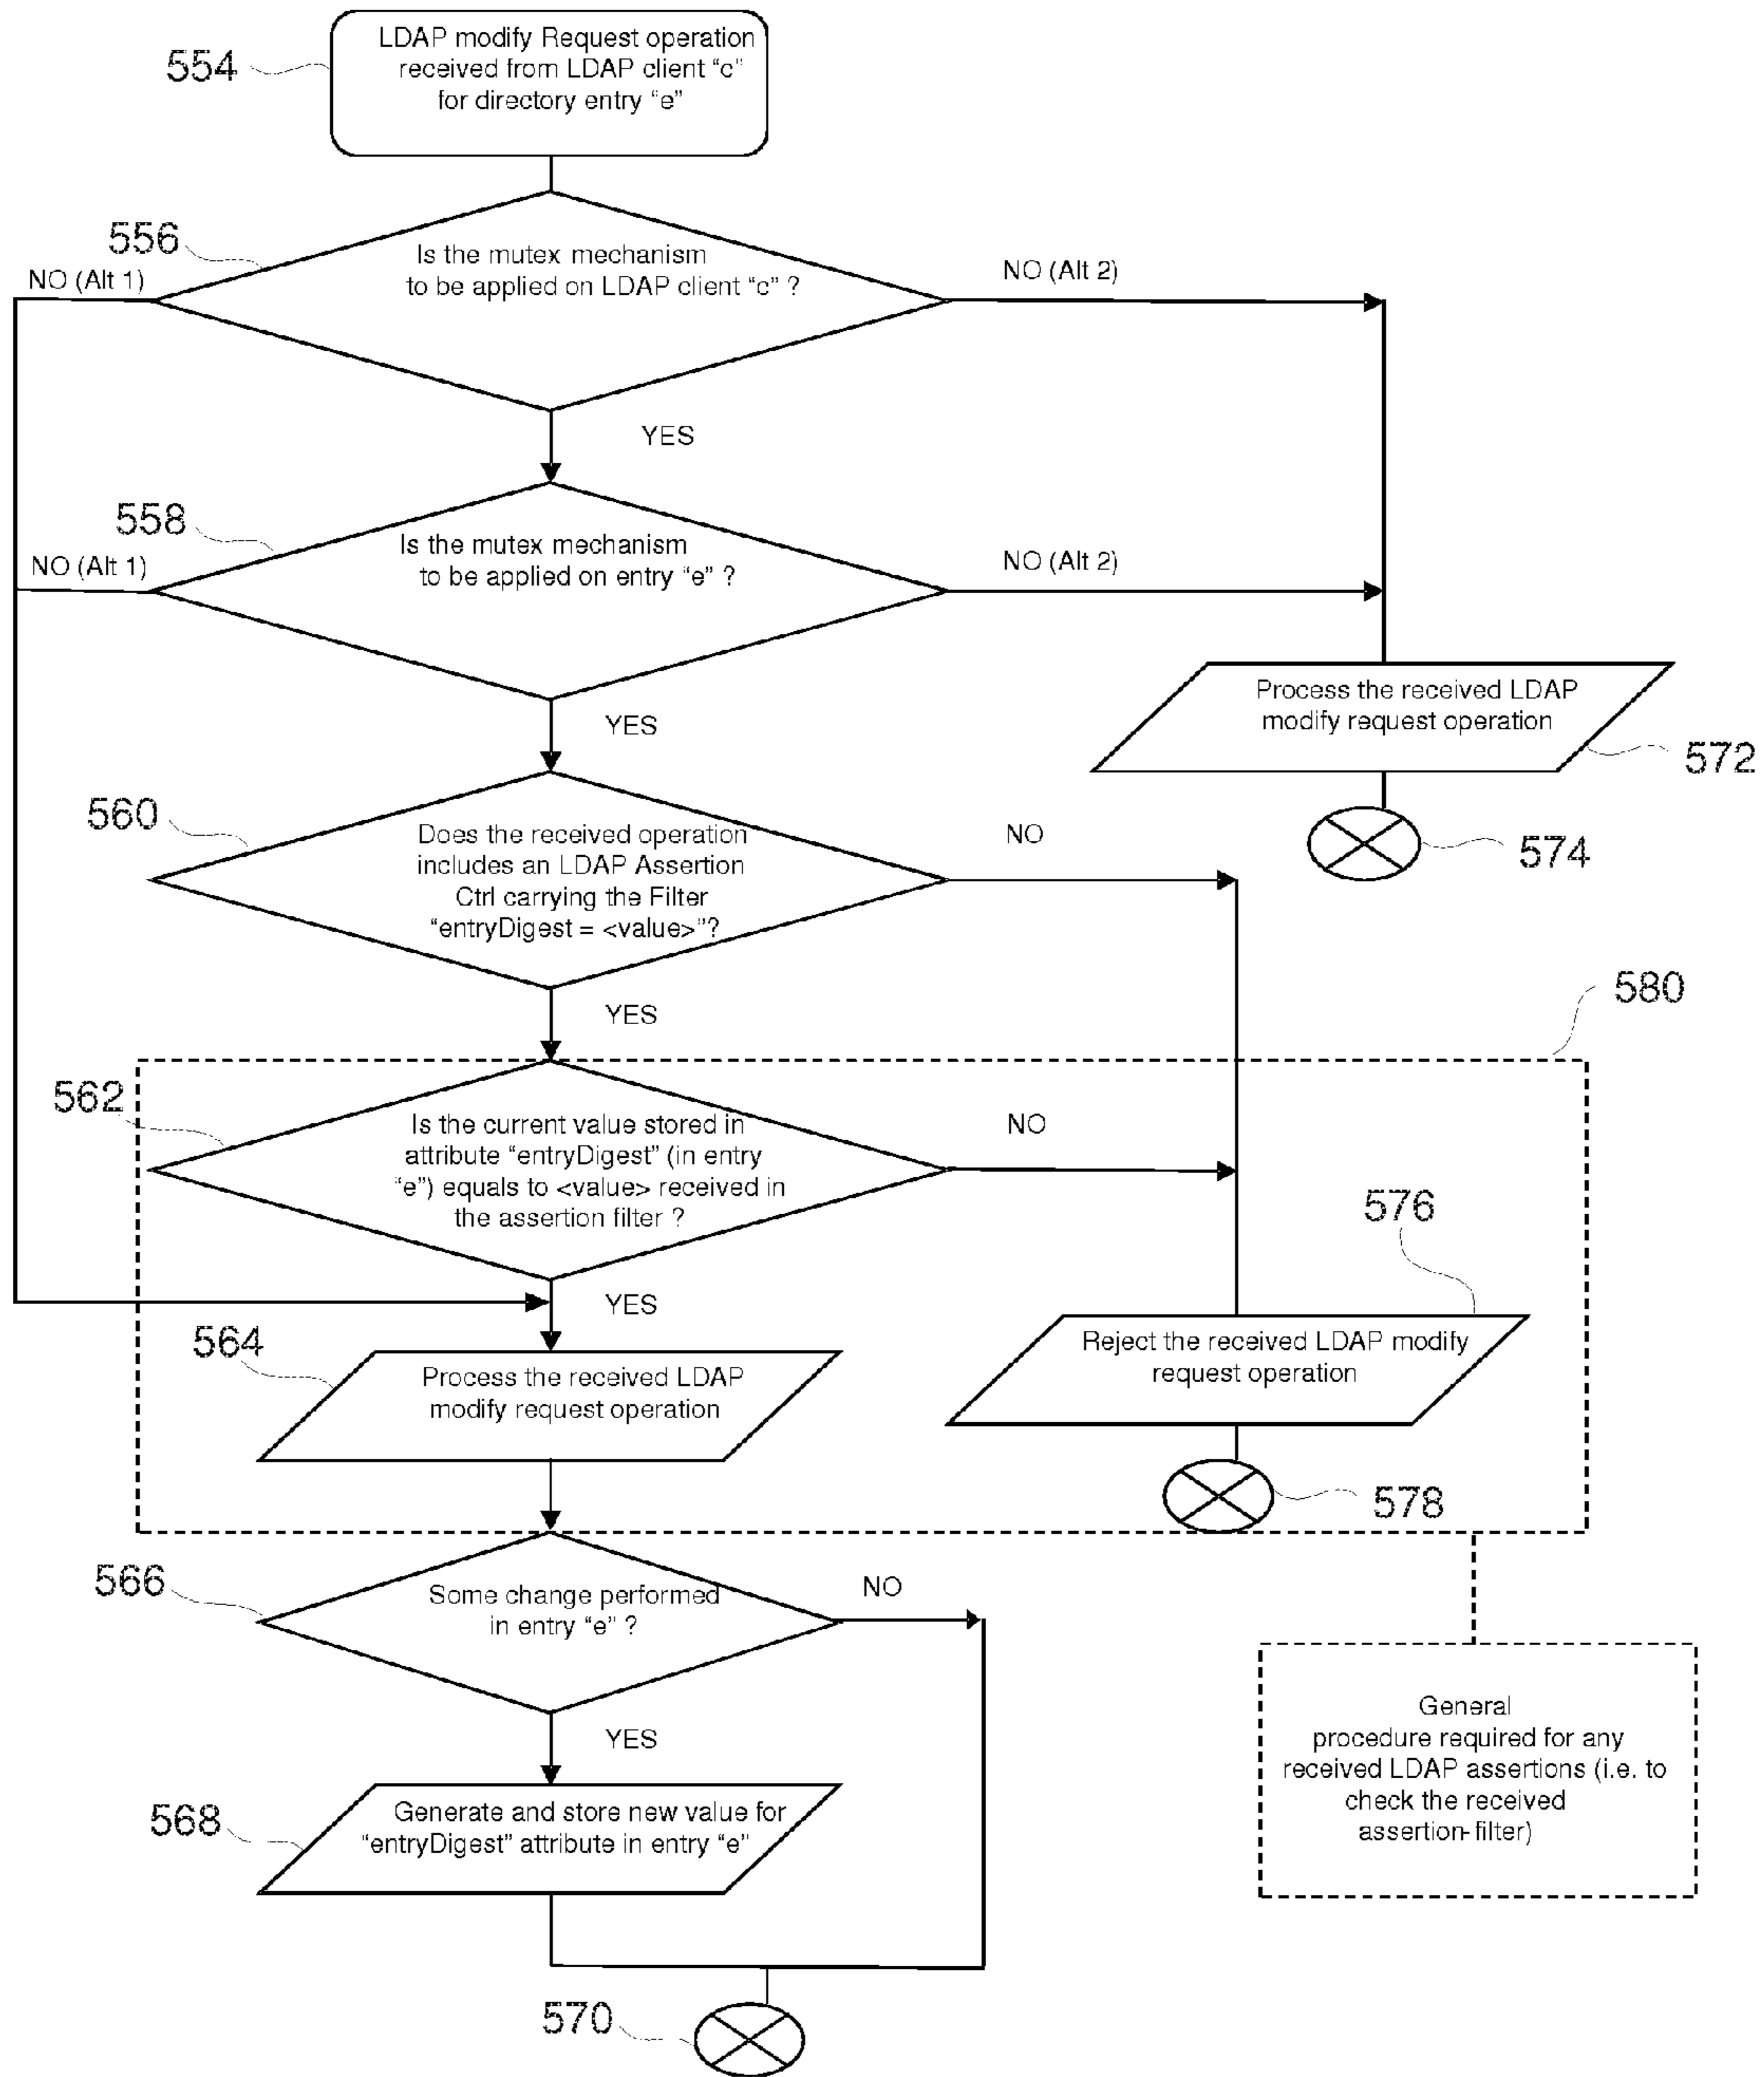 LDAP modify Request operation
received from LDAP client “c”
for directory entry “e”
554
556
Is the mutex mechanism
to be applied on LDAP client “c” ?
NO (Alt 1)
NO (Alt 2)
YES
558
Is the mutex mechanism
to be applied on entry “e” ?
NO (Alt 1)
NO (Alt 2)
YES
Process the received LDAP
modify request operation
572
574
560
Does the received operation
includes an LDAP Assertion
Ctrl carrying the Filter
“entryDigest = <value>”?
NO
YES
580
562
Is the current value stored in
attribute “entryDigest” (in entry
“e”) equals to <value> received in
the assertion filter ?
NO
YES
576
Reject the received LDAP modify
request operation
578
564
Process the received LDAP
modify request operation
566
Some change performed
in entry “e” ?
NO
YES
General
procedure required for any
received LDAP assertions (i.e. to
check the received
assertion-filter)
568
Generate and store new value for
“entryDigest” attribute in entry “e”
570